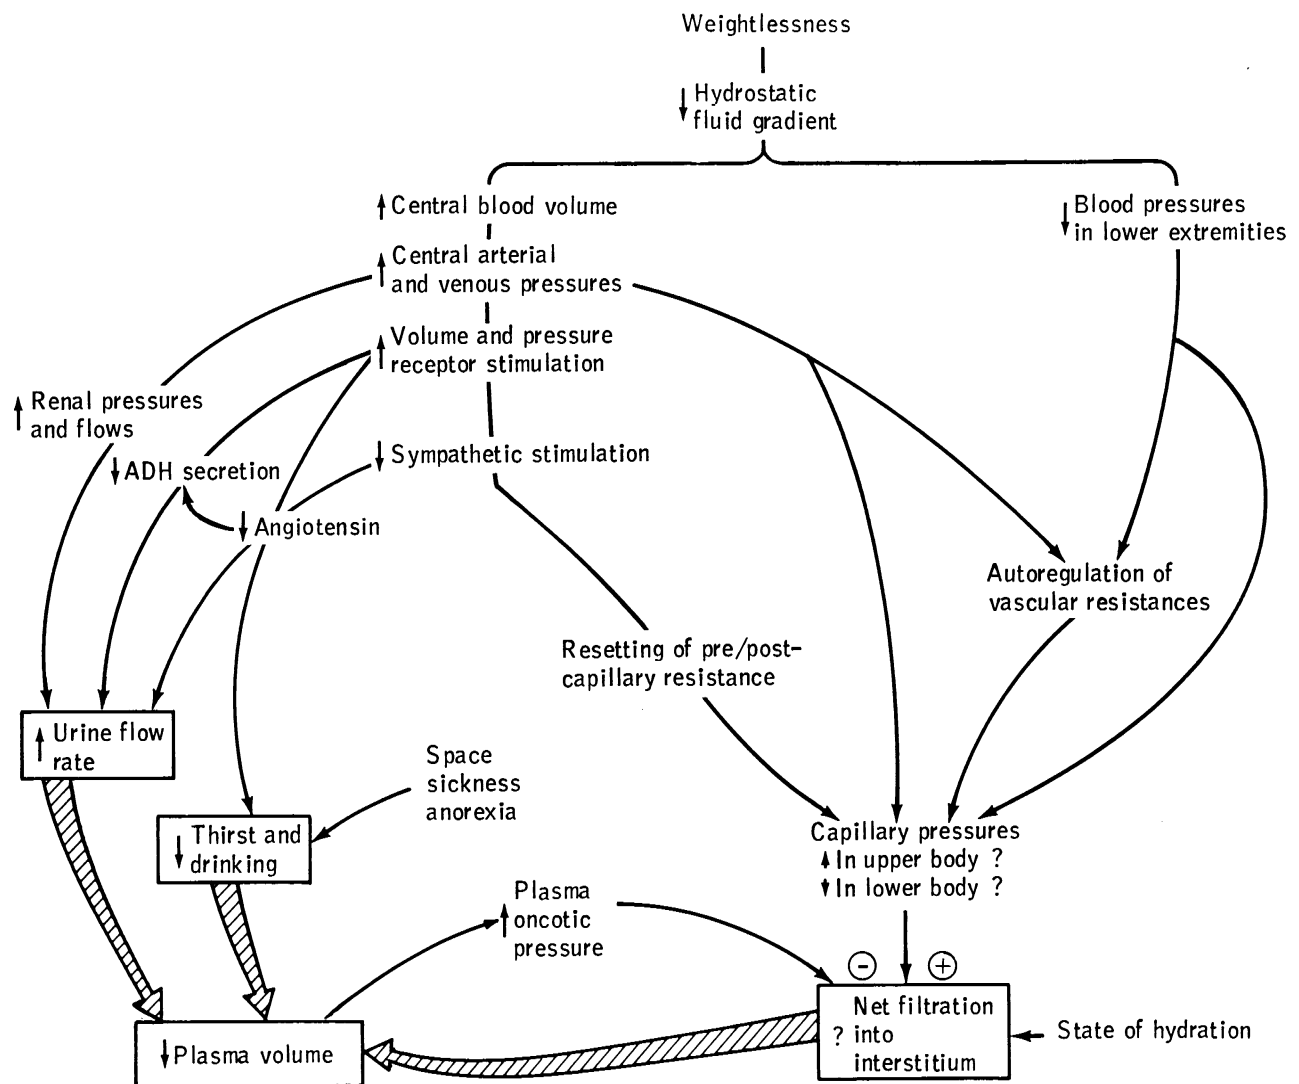 Weightlessness
↓ Hydrostatic
fluid gradient
↑ Central blood volume
↓ Blood pressures
in lower extremities
↑ Central arterial
and venous pressures
↑ Volume and pressure
receptor stimulation
↑ Renal pressures
and flows
↓ ADH secretion
↓ Sympathetic stimulation
↓ Angiotensin
Autoregulation of
vascular resistances
Resetting of pre/post-
capillary resistance
↑ Urine flow
rate
Space
sickness
anorexia
↓ Thirst and
drinking
Capillary pressures
↑ In upper body ?
↓ In lower body ?
↑ Plasma
oncotic
pressure
- +
Net filtration
? into
interstitium
State of hydration
↓ Plasma volume